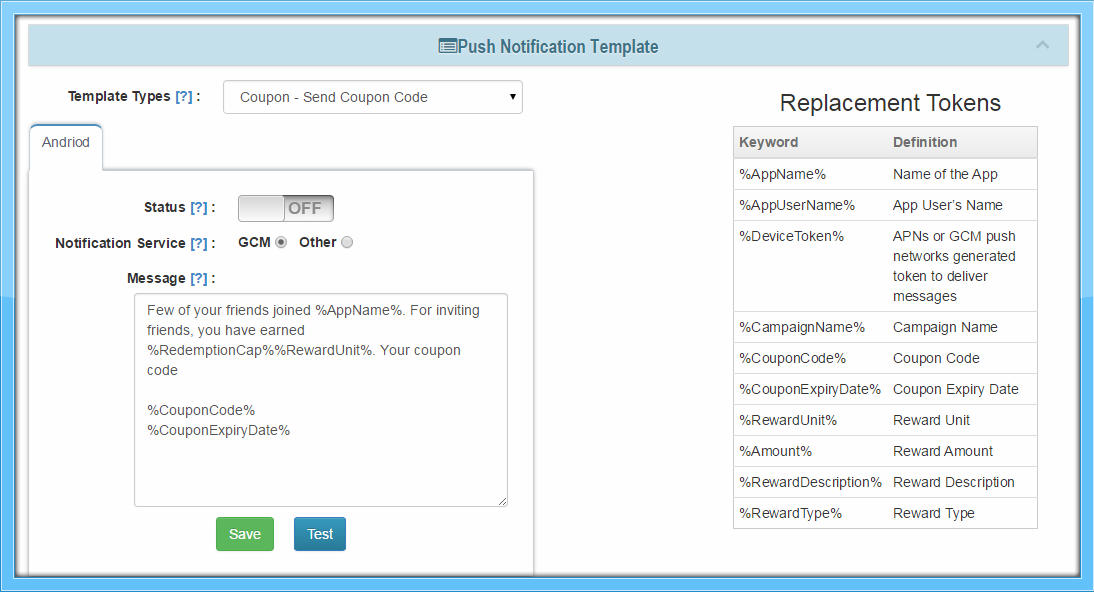 Push Notification Template
Template Types [?] :
Coupon - Send Coupon Code
Andriod
Status [?] :
OFF
Notification Service [?] :
GCM
Other
Message [?] :
Few of your friends joined %AppName%. For inviting
friends, you have earned
%RedemptionCap%%RewardUnit%. Your coupon
code
%CouponCode%
%CouponExpiryDate%
Save
Test
Replacement Tokens
Keyword Definition
%AppName% Name of the App
%AppUserName% App User’s Name
%DeviceToken% APNs or GCM push
networks generated
token to deliver
messages
%CampaignName% Campaign Name
%CouponCode% Coupon Code
%CouponExpiryDate% Coupon Expiry Date
%RewardUnit% Reward Unit
%Amount% Reward Amount
%RewardDescription% Reward Description
%RewardType% Reward Type